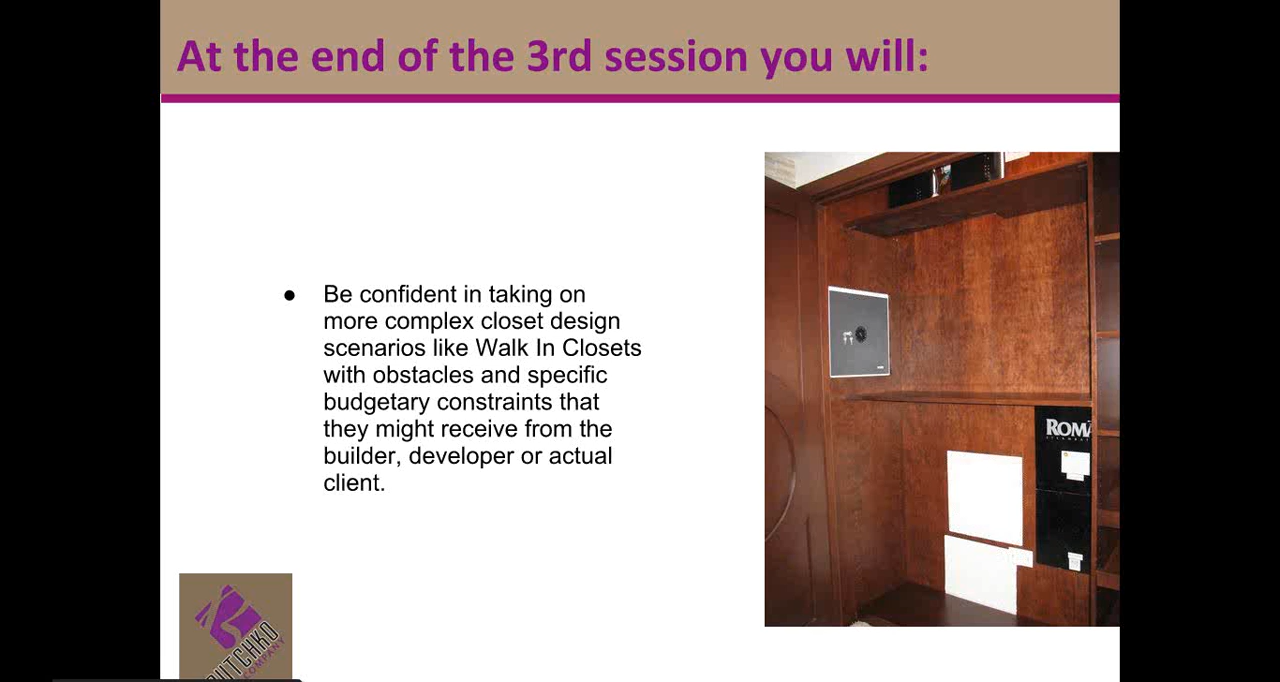 At the end of the 3rd session you will:
● Be confident in taking on
more complex closet design
scenarios like Walk In Closets
with obstacles and specific
budgetary constraints that
they might receive from the
builder, developer or actual
client.